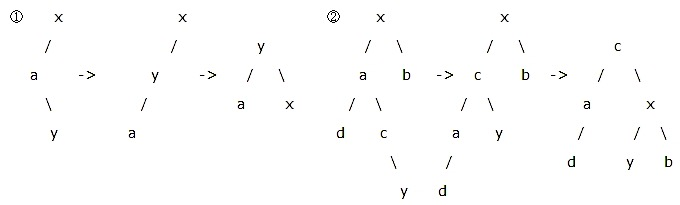 ① x x ② x x
/ / y / \ / \ c
a -> y -> / \ a b -> c b -> / \
\ / a x / \ / \ a x
y a d c a y / / \
\ / d y b
y d